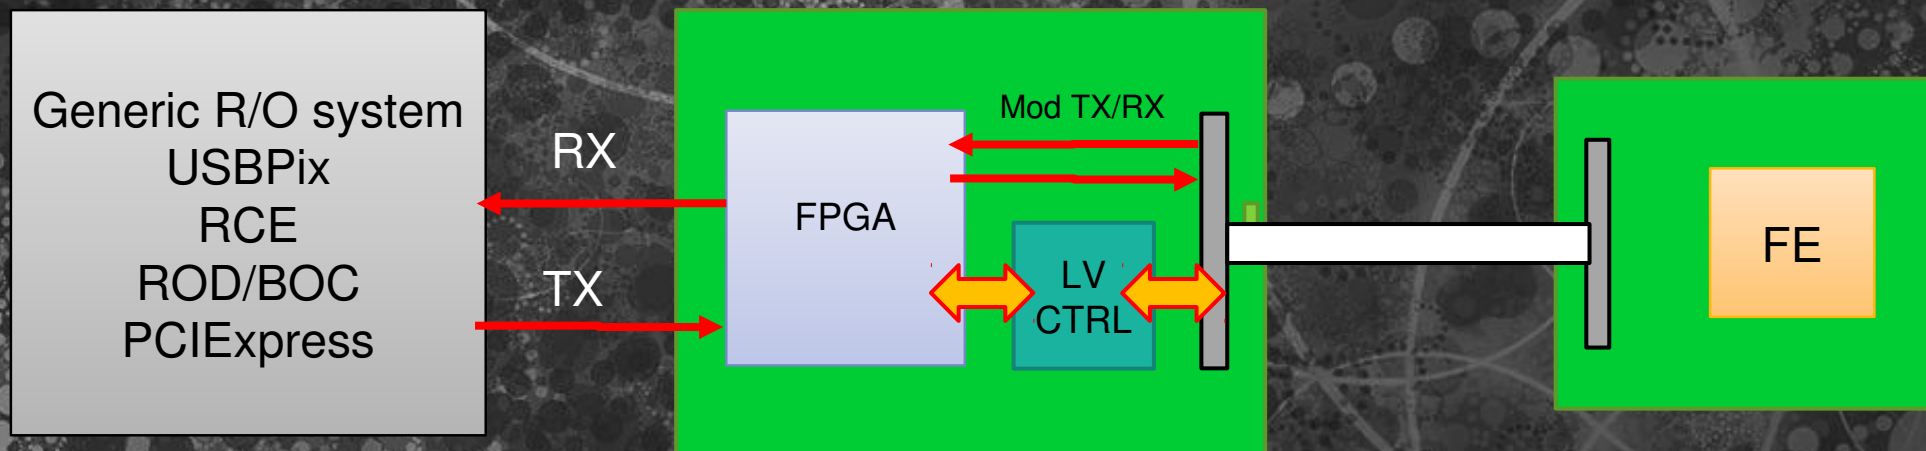 Generic R/O system
USBPix
RCE
ROD/BOC
PCIExpress
RX
TX
FPGA
Mod TX/RX
LV
CTRL
FE